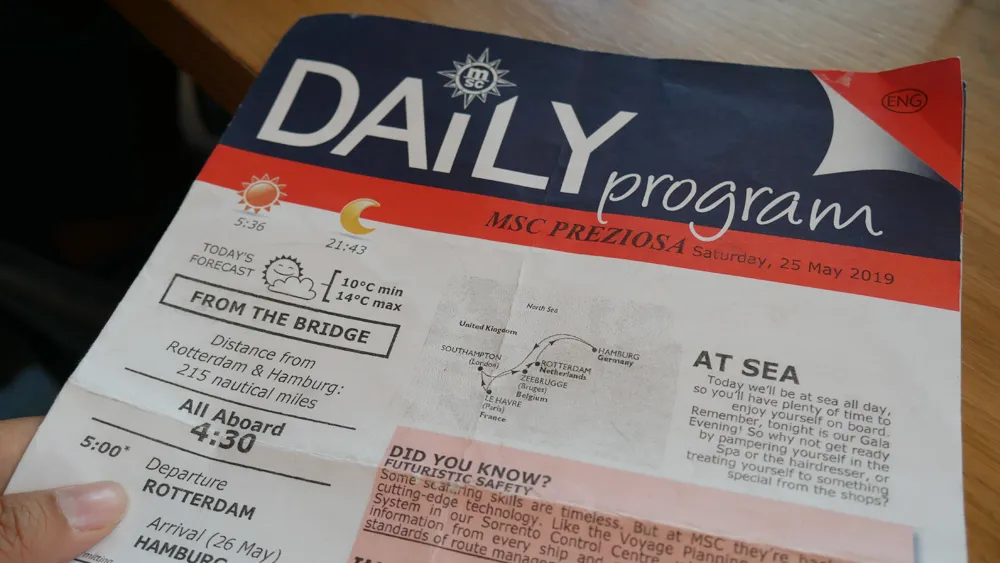 DAiLY
m
sc
program
ENG
MSC PREZIOSA
Saturday, 25 May 2019
5:36
21:43
TODAY'S
FORECAST
10°C min
14°C max
FROM THE BRIDGE
Distance from
Rotterdam & Hamburg:
215 nautical miles
All Aboard
4:30
5:00*
Departure
ROTTERDAM
Arrival (26 May)
HAMBURG
North Sea
United Kingdom
SOUTHAMPTON
(London)
HAMBURG
Germany
ROTTERDAM
Netherlands
ZEEBRUGGE
(Bruges)
Belgium
LE HAVRE
(Paris)
France
AT SEA
Today we'll be at sea all day,
so you'll have plenty of time to
enjoy yourself on board.
Remember, tonight is our Gala
Evening! So why not get ready
by pampering yourself in the
Spa or the hairdresser, or
treating yourself to something
special from the shops?
DID YOU KNOW?
FUTURISTIC SAFETY
Some skills are timeless. But at MSC they're
cutting-edge technology. Like the Voyage Planning
System in our Sorrento Control Centre,
information from every ship and
standards of route